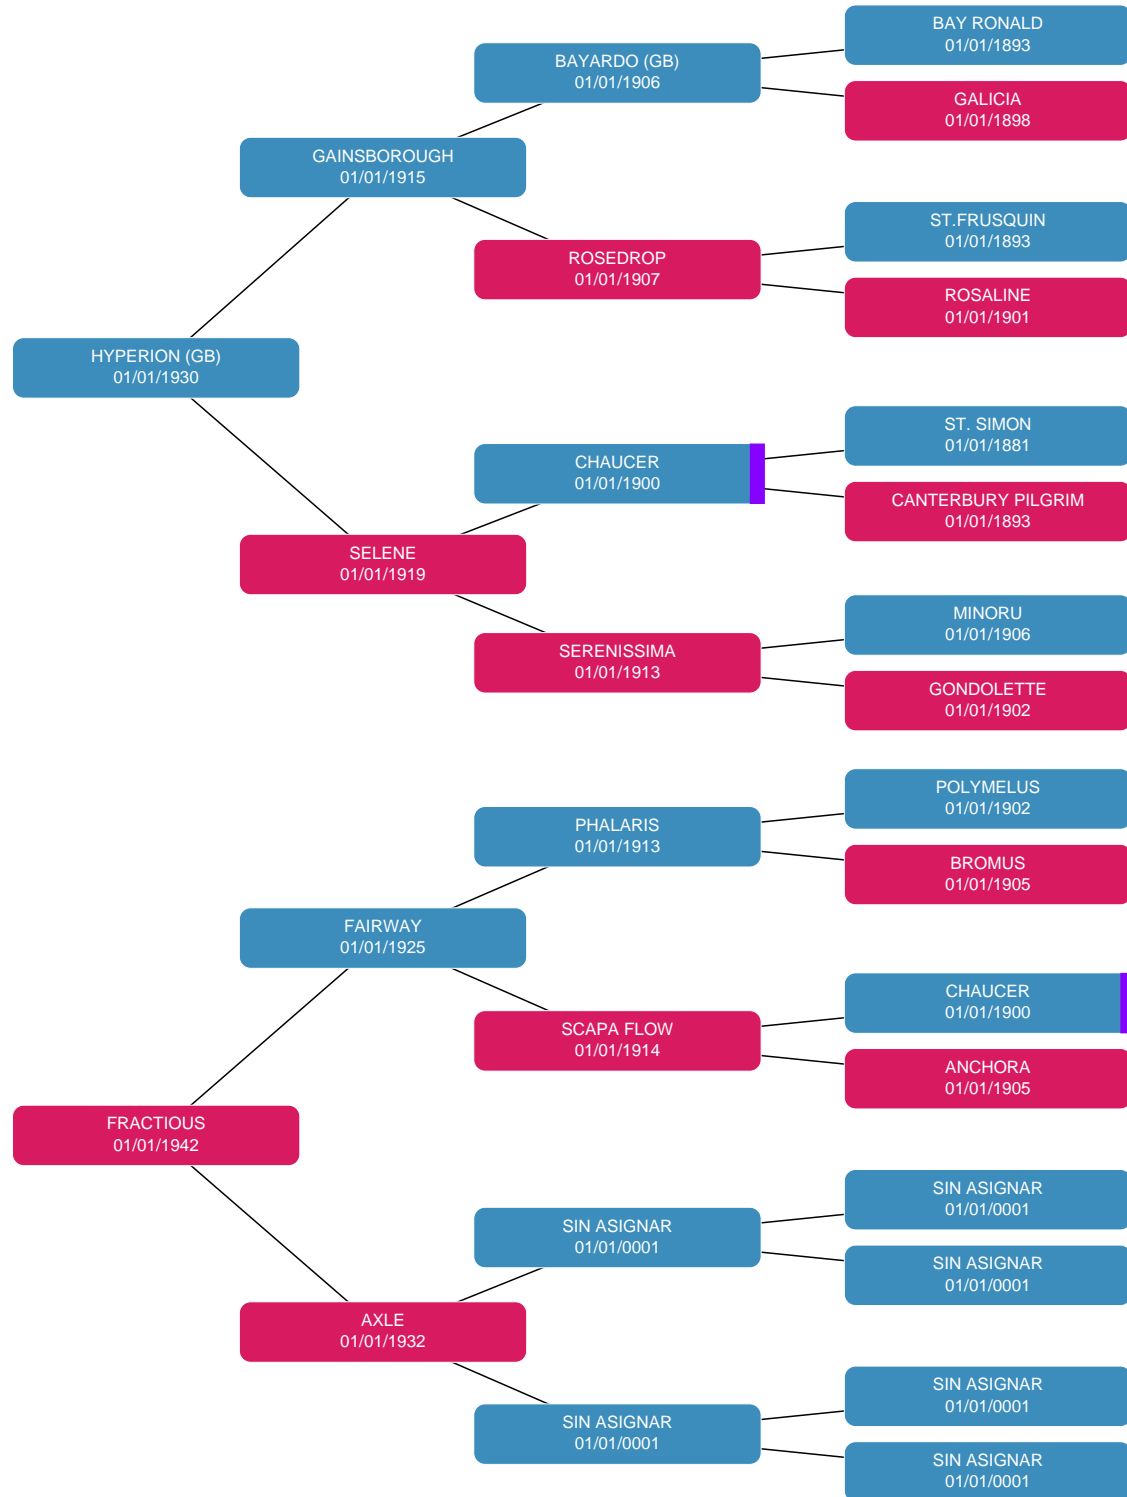 BAY RONALD
01/01/1893
BAYARDO (GB)
01/01/1906
GALICIA
01/01/1898
GAINSBOROUGH
01/01/1915
ST.FRUSQUIN
01/01/1893
ROSEDROP
01/01/1907
ROSALINE
01/01/1901
HYPERION (GB)
01/01/1930
ST. SIMON
01/01/1881
CHAUCER
01/01/1900
CANTERBURY PILGRIM
01/01/1893
SELENE
01/01/1919
MINORU
01/01/1906
SERENISSIMA
01/01/1913
GONDOLETTE
01/01/1902
POLYMELUS
01/01/1902
PHALARIS
01/01/1913
BROMUS
01/01/1905
FAIRWAY
01/01/1925
CHAUCER
01/01/1900
SCAPA FLOW
01/01/1914
ANCHORA
01/01/1905
FRACTIOUS
01/01/1942
SIN ASIGNAR
01/01/0001
SIN ASIGNAR
01/01/0001
SIN ASIGNAR
01/01/0001
AXLE
01/01/1932
SIN ASIGNAR
01/01/0001
SIN ASIGNAR
01/01/0001
SIN ASIGNAR
01/01/0001